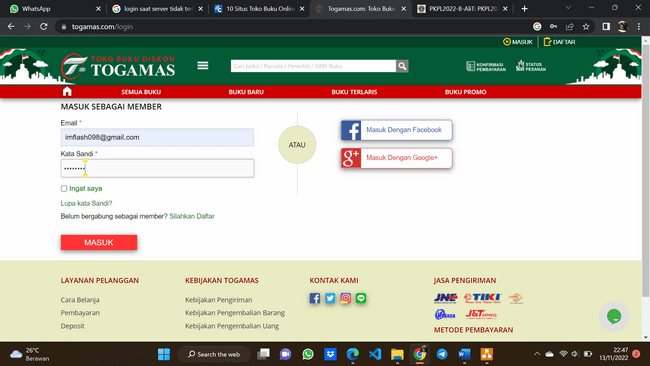 WhatsApp
login saat server tidak ter
10 Situs Toko Buku Online
Togamas.com: Toko Buku
PKPL2022-B-A&T: PKPL20
togamas.com/login
MASUK
DAFTAR
TOKO BUKU DISKON
TOGAMAS
Cari Judul / Penulis / Penerbit / ISBN Buku
KONFIRMASI
PEMBAYARAN
STATUS
PESANAN
SEMUA BUKU
BUKU BARU
BUKU TERLARIS
BUKU PROMO
MASUK SEBAGAI MEMBER
Email *
imflash098@gmail.com
Kata Sandi *
Ingat saya
Lupa kata Sandi?
Belum bergabung sebagai member? Silahkan Daftar
MASUK
ATAU
Masuk Dengan Facebook
Masuk Dengan Google+
LAYANAN PELANGGAN
Cara Belanja
Pembayaran
Deposit
KEBIJAKAN TOGAMAS
Kebijakan Pengiriman
Kebijakan Pengembalian Barang
Kebijakan Pengembalian Uang
KONTAK KAMI
JASA PENGIRIMAN
JNE
TIKI
J&T EXPRESS
METODE PEMBAYARAN
26°C
Berawan
Search the web
22:47
13/11/2022
2